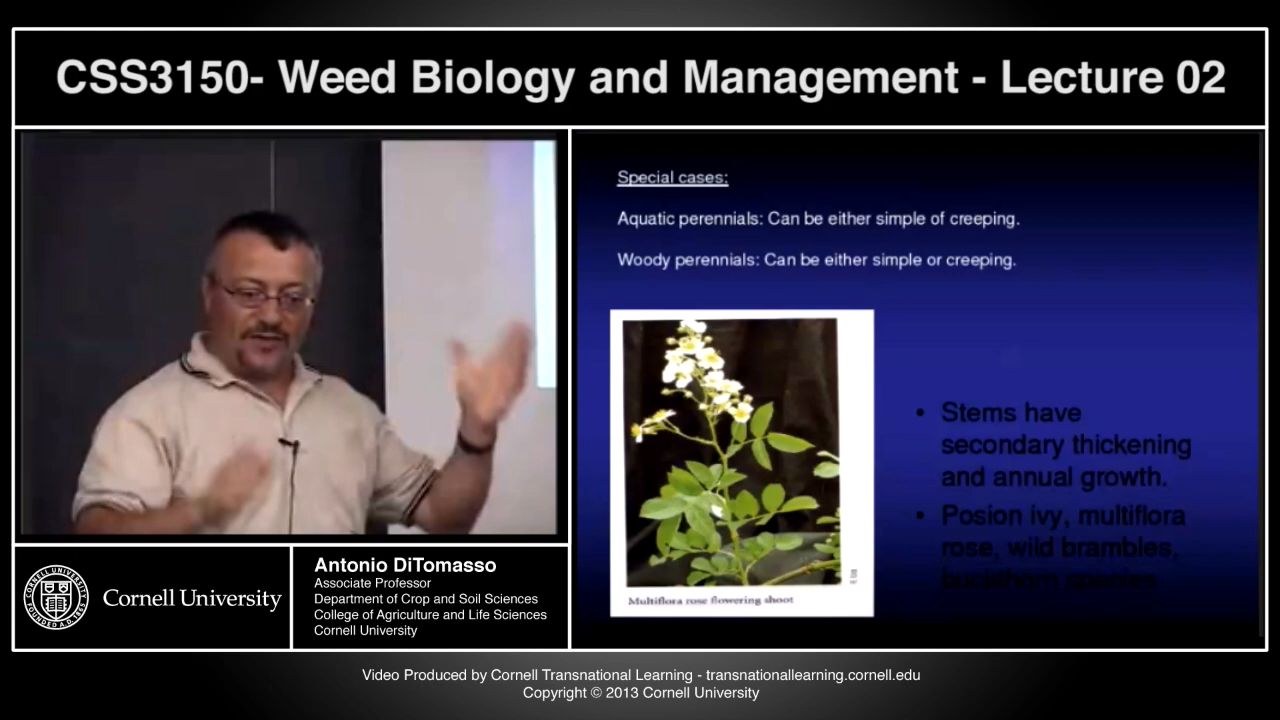 CSS3150- Weed Biology and Management - Lecture 02
Special cases:
Aquatic perennials: Can be either simple of creeping.
Woody perennials: Can be either simple or creeping.
• Stems have
secondary thickening
and annual growth.
• Posion ivy, multiflora
rose, wild brambles,
buckthorn species
Multiflora rose flowering shoot
CORNELL UNIVERSITY
FOUNDED A.D. 1865
Cornell University
Antonio DiTomasso
Associate Professor
Department of Crop and Soil Sciences
College of Agriculture and Life Sciences
Cornell University
Video Produced by Cornell Transnational Learning - transnationallearning.cornell.edu
Copyright © 2013 Cornell University